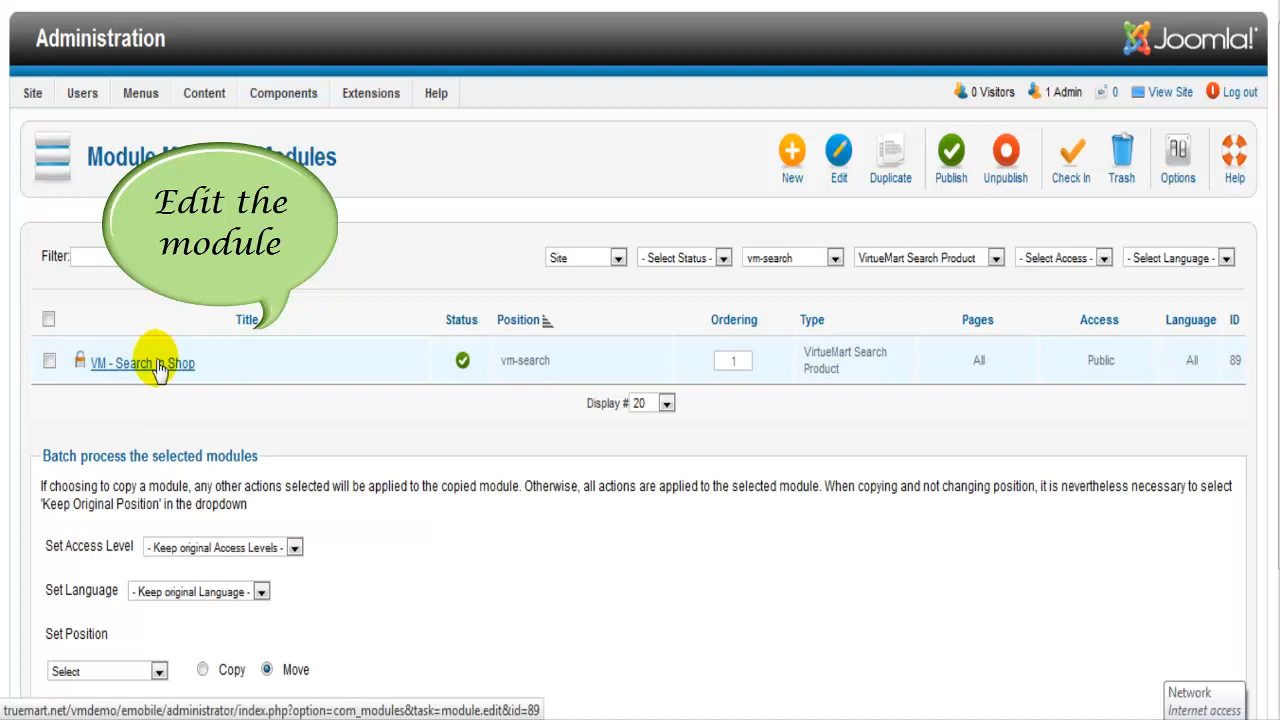 Administration
Joomla!
Site Users Menus Content Components Extensions Help
0 Visitors 1 Admin 0 View Site Log out
Module M odules
New Edit Duplicate Publish Unpublish Check In Trash Options Help
Edit the
module
Filter:
Site - Select Status - vm-search VirtueMart Search Product - Select Access - - Select Language -
Title Status Position Ordering Type Pages Access Language ID
VM - Search in Shop vm-search 1 VirtueMart Search Product All Public All 89
Display # 20
Batch process the selected modules
If choosing to copy a module, any other actions selected will be applied to the copied module. Otherwise, all actions are applied to the selected module. When copying and not changing position, it is nevertheless necessary to select
'Keep Original Position' in the dropdown
Set Access Level - Keep original Access Levels -
Set Language - Keep original Language -
Set Position
Select Copy Move
truemart.net/vmdemo/emobile/administrator/index.php?option=com_modules&task=module.edit&id=89
Network
Internet access